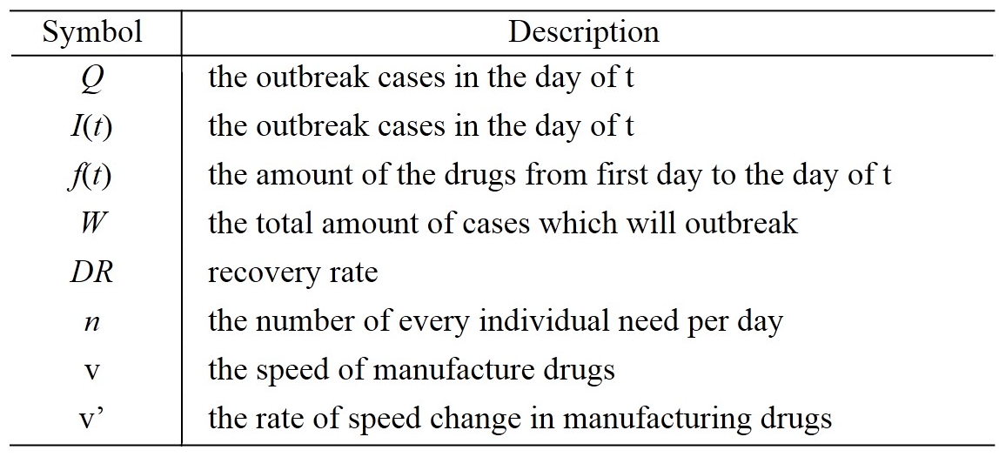 Symbol Description
Q the outbreak cases in the day of t
I(t) the outbreak cases in the day of t
f(t) the amount of the drugs from first day to the day of t
W the total amount of cases which will outbreak
DR recovery rate
n the number of every individual need per day
v the speed of manufacture drugs
v’ the rate of speed change in manufacturing drugs